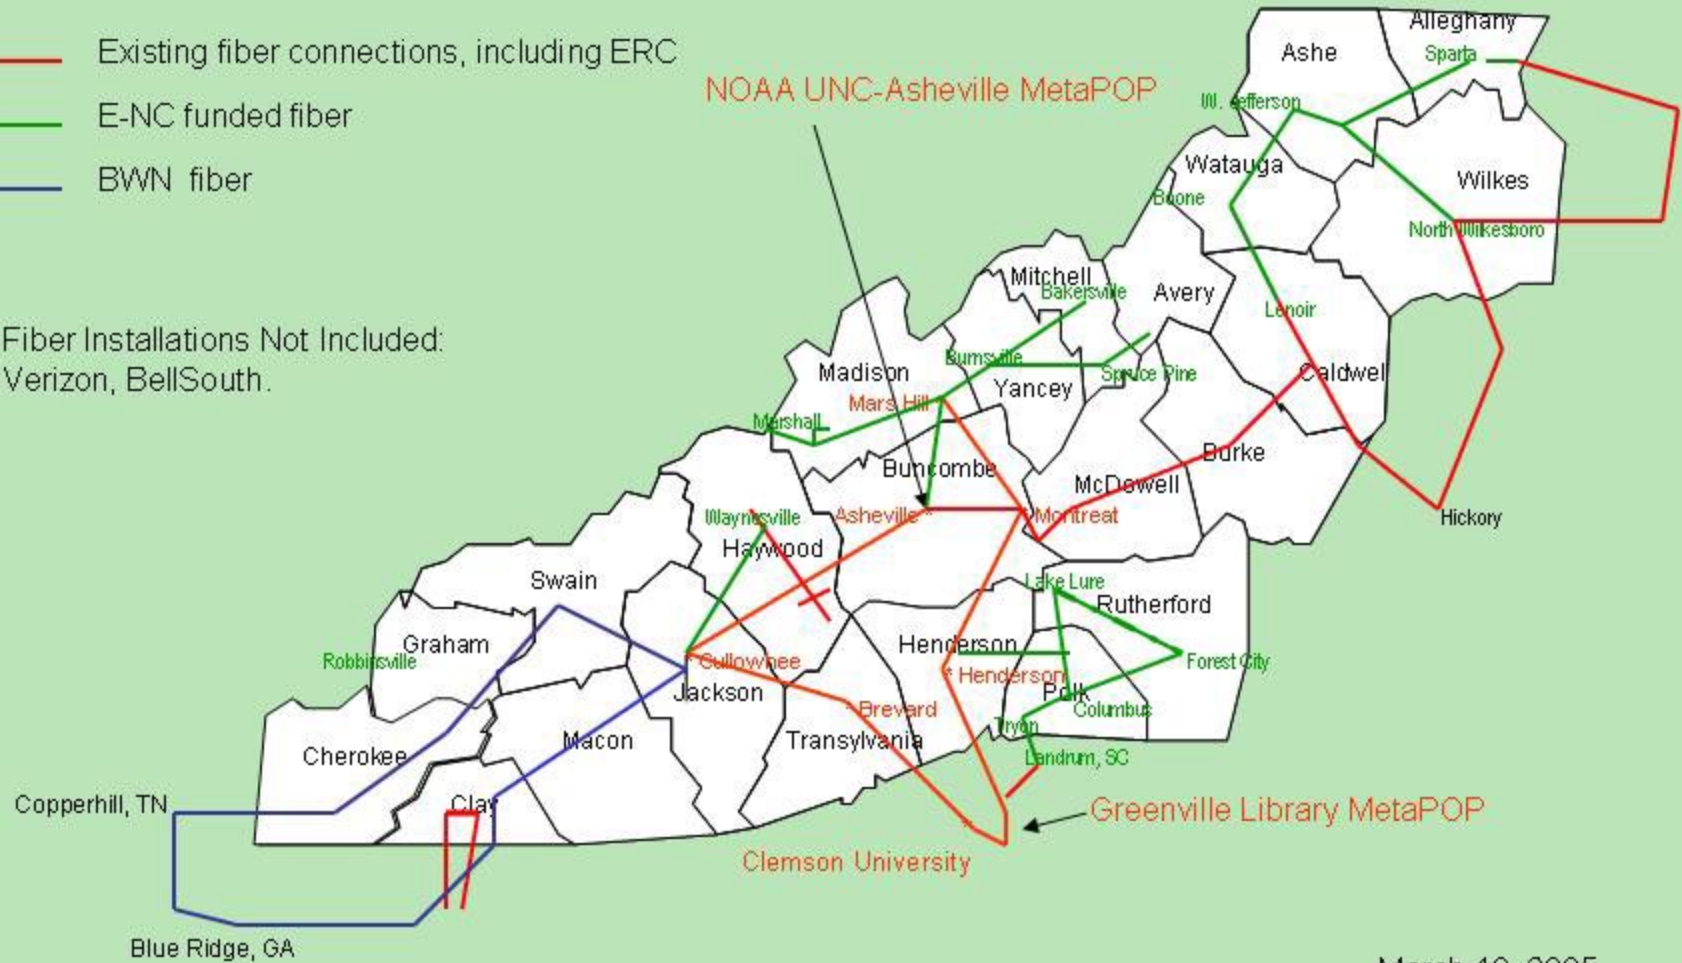 Existing fiber connections, including ERC
E-NC funded fiber
BWN fiber
NOAA UNC-Asheville MetaPOP
Fiber Installations Not Included:
Verizon, BellSouth.
Alleghany
Ashe
Sparta
W. Jefferson
Watauga
Wilkes
Boone
North Wilkesboro
Mitchell
Bakersville
Avery
Lenoir
Burnsville
Madison
Spruce Pine
Yancey
Caldwel
Mars Hill
Marshall
Burke
Buncombe
McDowell
Waynesville
Asheville *
* Montreat
Hickory
Haywood
Swain
Lake Lure
Rutherford
Graham
Henderson
Robbinsville
* Cullowhee
Forest City
* Henderson
Jackson
Polk
* Brevard
Columbus
Tryon
Macon
Transylvania
Cherokee
Landrum, SC
Copperhill, TN
Clay
Greenville Library MetaPOP
*
Clemson University
Blue Ridge, GA